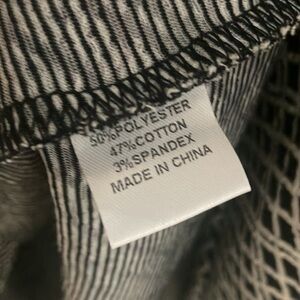 50%POLYESTER
47%COTTON
3%SPANDEX
MADE IN CHINA